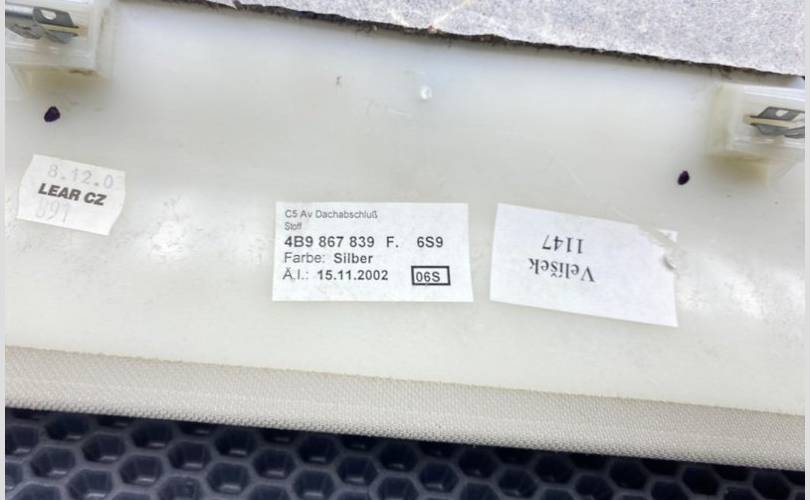 8.12.0
LEAR CZ
891
C5 Av Dachabschluß
Stoff
4B9 867 839 F. 6S9
Farbe: Silber
Ä.I.: 15.11.2002 06S
Velíšek
1147